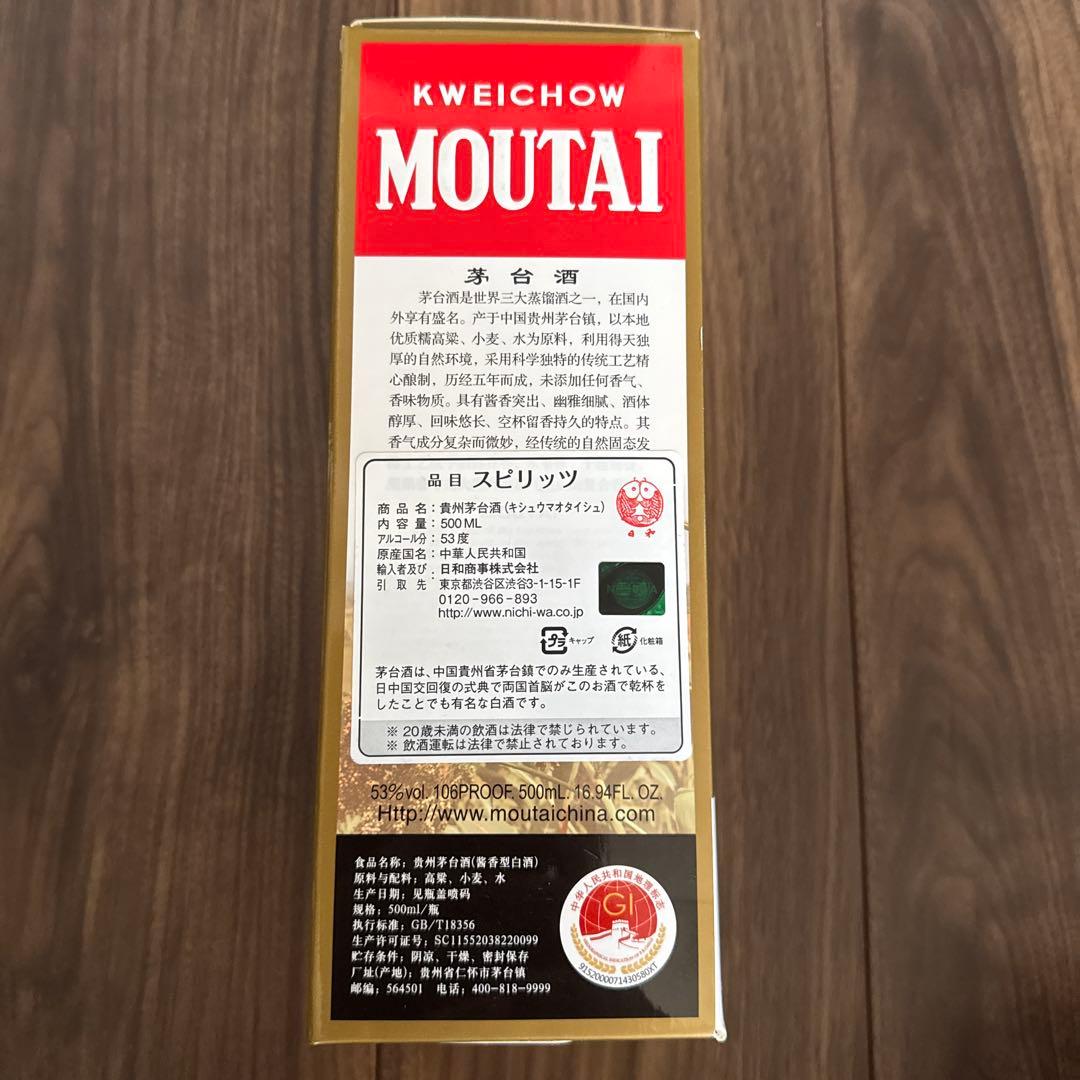 KWEICHOW
MOUTAI
茅台酒
茅台酒是世界三大蒸馏酒之一，在国内
外享有盛名。产于中国贵州茅台镇，以本地
优质糯高粱、小麦、水为原料，利用得天独
厚的自然环境，采用科学独特的传统工艺精
心酿制，历经五年而成，未添加任何香气、
香味物质。具有酱香突出、幽雅细腻、酒体
醇厚、回味悠长、空杯留香持久的特点。其
香气成分复杂而微妙，经传统的自然固态发
品目 スピリッツ
商品名：貴州茅台酒（キシュウマオタイシュ）
内容量：500ML
アルコール分：53度
原産国名：中華人民共和国
輸入者及び：日和商事株式会社
引取先 東京都渋谷区渋谷3-1-15-1F
0120-966-893
http://www.nichi-wa.co.jp
日和
プラ キャップ 紙 化粧箱
茅台酒は、中国貴州省茅台鎮でのみ生産されている、
日中国交回復の式典で両国首脳がこのお酒で乾杯を
したことでも有名な白酒です。
※ 20歳未満の飲酒は法律で禁じられています。
※ 飲酒運転は法律で禁止されております。
53%vol. 106PROOF. 500mL. 16.94FL. OZ.
Http://www.moutaichina.com
食品名称：贵州茅台酒(酱香型白酒)
原料与配料：高粱、小麦、水
生产日期：见瓶盖喷码
规格：500ml/瓶
执行标准：GB/T18356
生产许可证号：SC11552038220099
贮存条件：阴凉、干燥、密封保存
厂址(产地)：贵州省仁怀市茅台镇
邮编：564501 电话：400-818-9999
中华人民共和国地理标志
GI
GEOGRAPHICAL INDICATION OF P.R.CHINA
9152000071430580XT